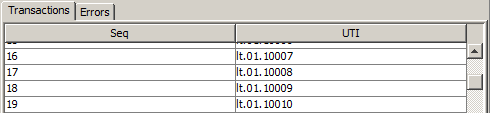 Transactions Errors
Seq UTI
16 lt.01.10007
17 lt.01.10008
18 lt.01.10009
19 lt.01.10010